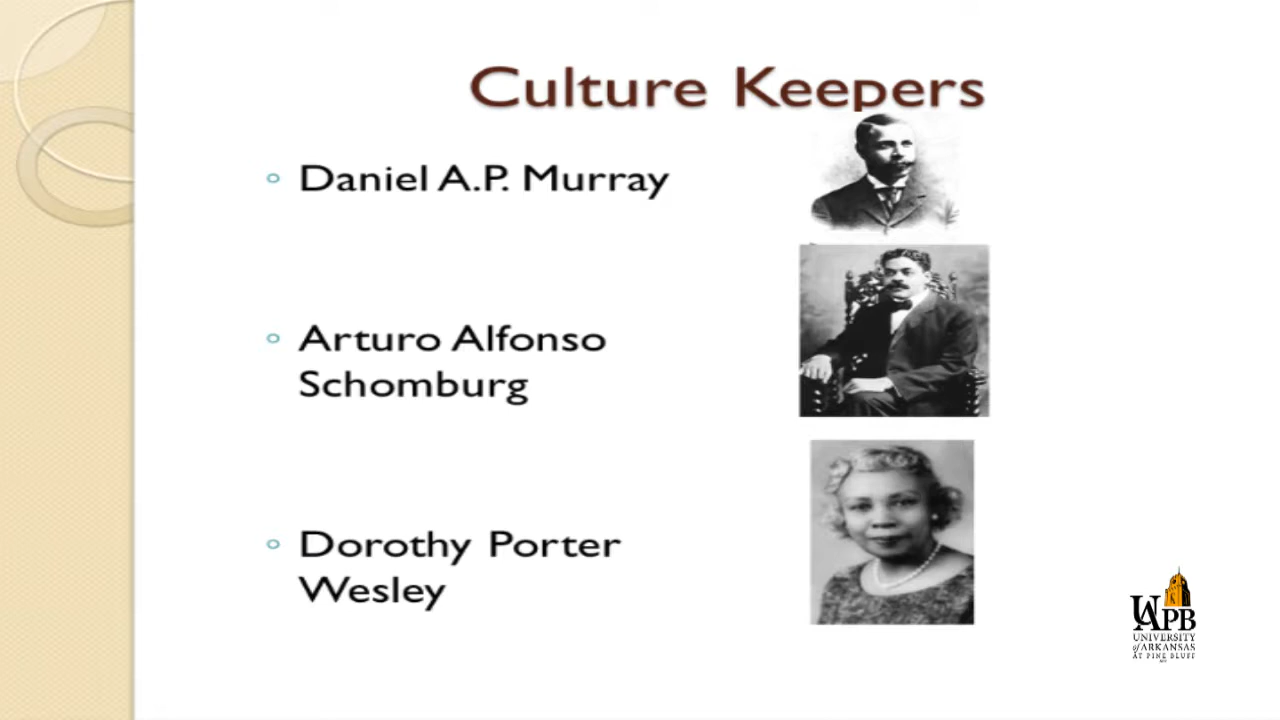 Culture Keepers
Daniel A.P. Murray
Arturo Alfonso
Schomburg
Dorothy Porter
Wesley
UAPB
UNIVERSITY
of ARKANSAS
AT PINE BLUFF